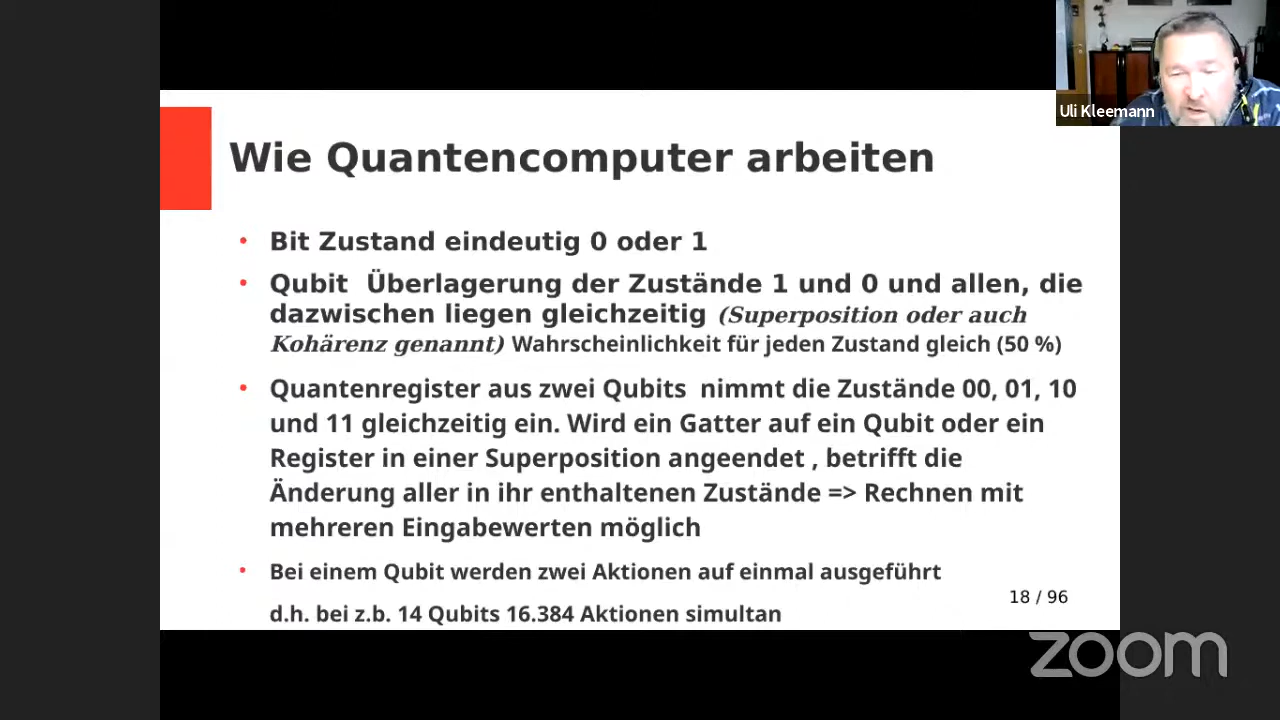 Uli Kleemann
Wie Quantencomputer arbeiten
• Bit Zustand eindeutig 0 oder 1
• Qubit Überlagerung der Zustände 1 und 0 und allen, die
dazwischen liegen gleichzeitig (Superposition oder auch
Kohärenz genannt) Wahrscheinlichkeit für jeden Zustand gleich (50 %)
• Quantenregister aus zwei Qubits nimmt die Zustände 00, 01, 10
und 11 gleichzeitig ein. Wird ein Gatter auf ein Qubit oder ein
Register in einer Superposition angeendet , betrifft die
Änderung aller in ihr enthaltenen Zustände => Rechnen mit
mehreren Eingabewerten möglich
• Bei einem Qubit werden zwei Aktionen auf einmal ausgeführt
d.h. bei z.b. 14 Qubits 16.384 Aktionen simultan
18 / 96
zoom